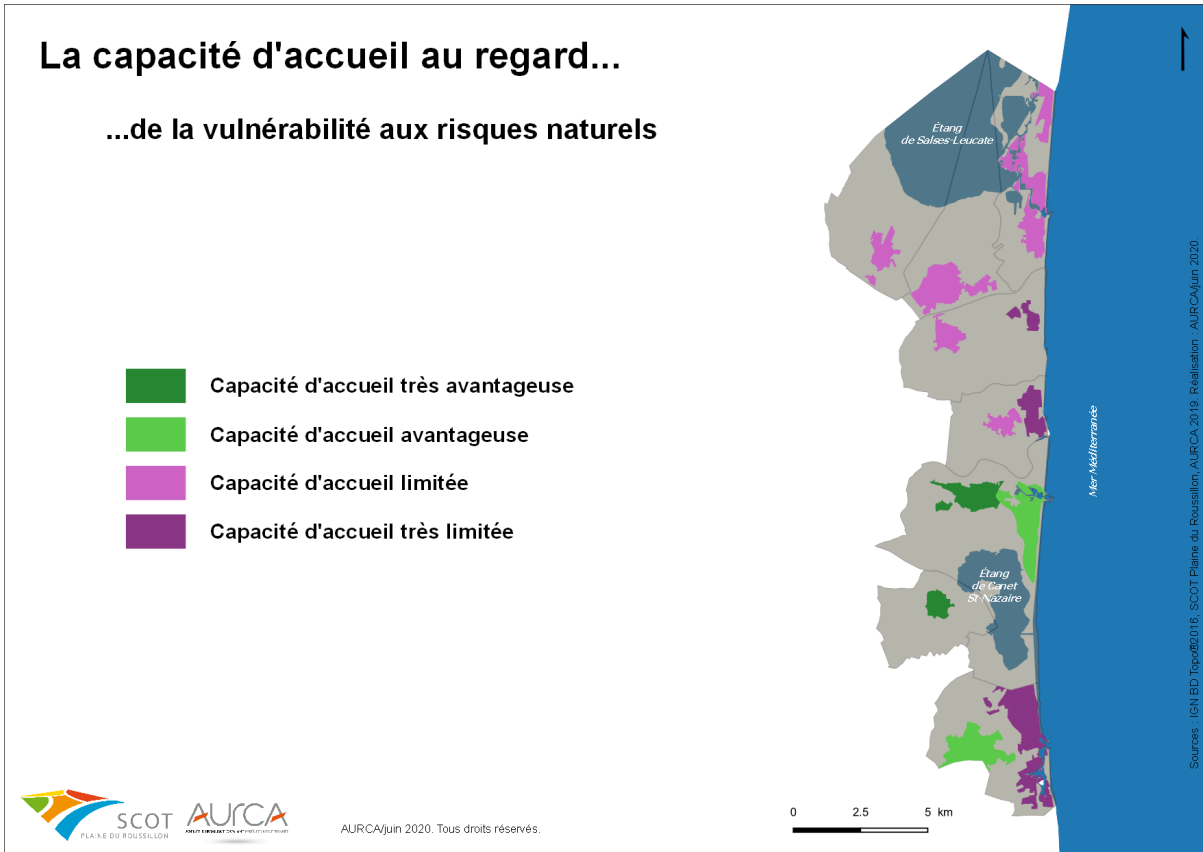 La capacité d'accueil au regard...
...de la vulnérabilité aux risques naturels
Étang
de Salses-Leucate
Capacité d'accueil très avantageuse
Capacité d'accueil avantageuse
Capacité d'accueil limitée
Capacité d'accueil très limitée
Mer Méditerranée
Étang
de Canet
St-Nazaire
Sources : IGN BD Topo®2016, SCOT Plaine du Roussillon, AURCA 2019. Réalisation : AURCA/juin 2020.
SCOT
PLAINE DU ROUSSILLON
AURCA
AURCA/juin 2020. Tous droits réservés.
0 2.5 5 km